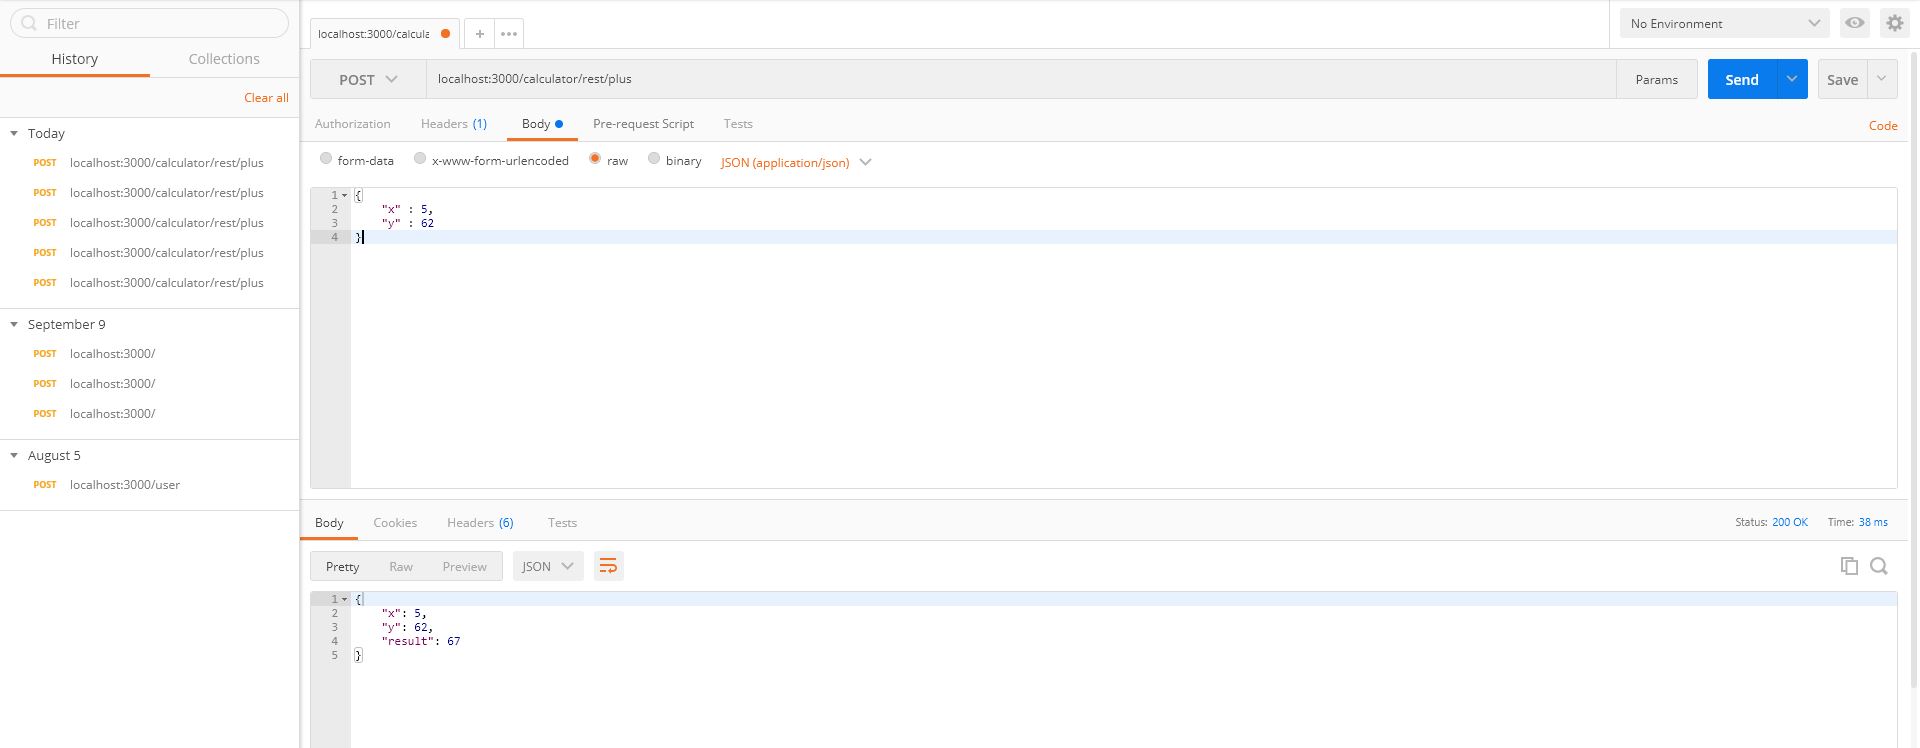 Filter
History Collections
Clear all
Today
POST localhost:3000/calculator/rest/plus
POST localhost:3000/calculator/rest/plus
POST localhost:3000/calculator/rest/plus
POST localhost:3000/calculator/rest/plus
POST localhost:3000/calculator/rest/plus
September 9
POST localhost:3000/
POST localhost:3000/
POST localhost:3000/
August 5
POST localhost:3000/user
localhost:3000/calcula
+ •••
No Environment
POST localhost:3000/calculator/rest/plus Params Send Save
Authorization Headers (1) Body Pre-request Script Tests Code
form-data x-www-form-urlencoded raw binary JSON (application/json)
1 {
2 "x" : 5,
3 "y" : 62
4 }
Body Cookies Headers (6) Tests Status: 200 OK Time: 38 ms
Pretty Raw Preview JSON
1 {
2 "x": 5,
3 "y": 62,
4 "result": 67
5 }